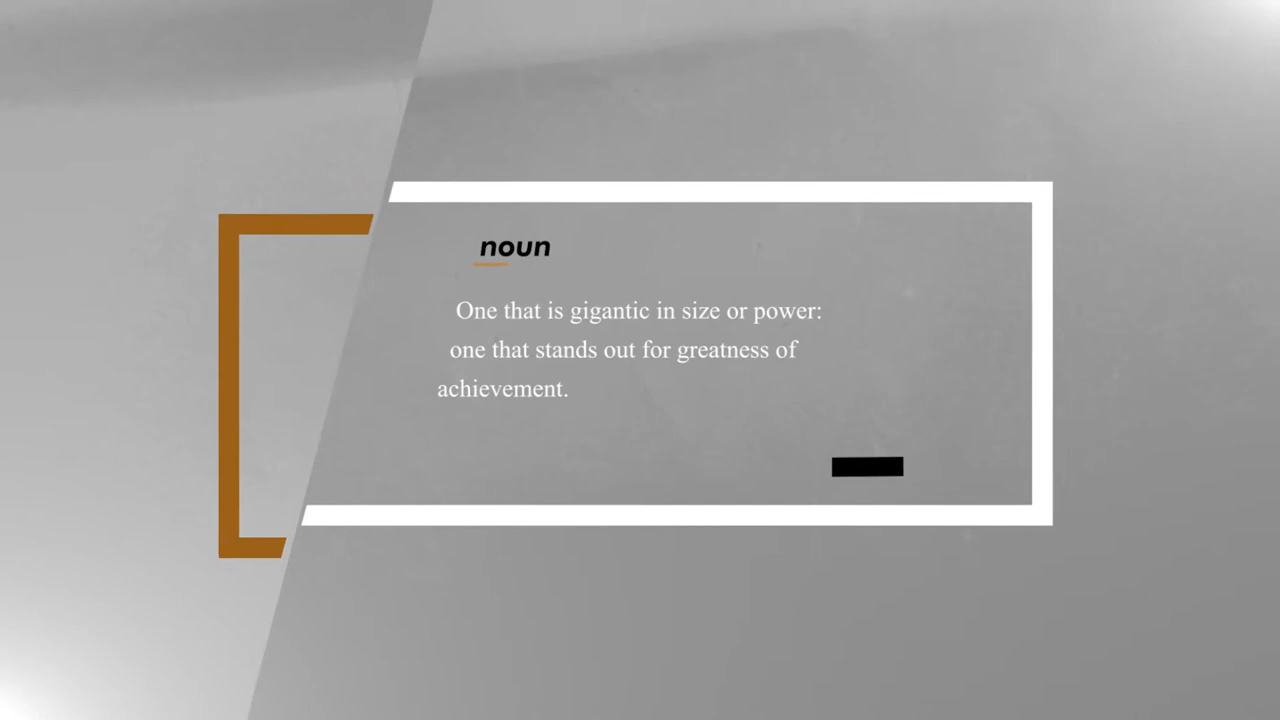 noun
One that is gigantic in size or power:
one that stands out for greatness of
achievement.